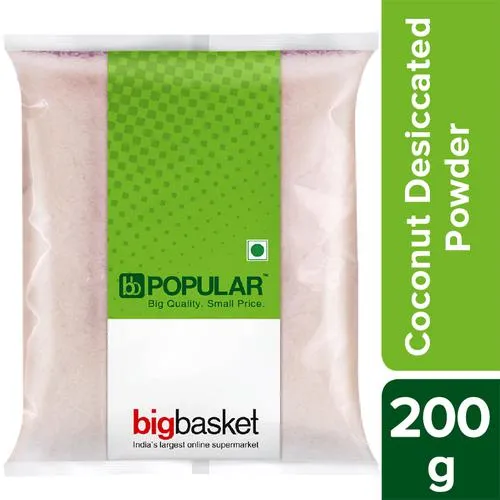 bb POPULAR™
Big Quality. Small Price.
bigbasket
India's largest online supermarket
Coconut Desiccated
Powder
200
g